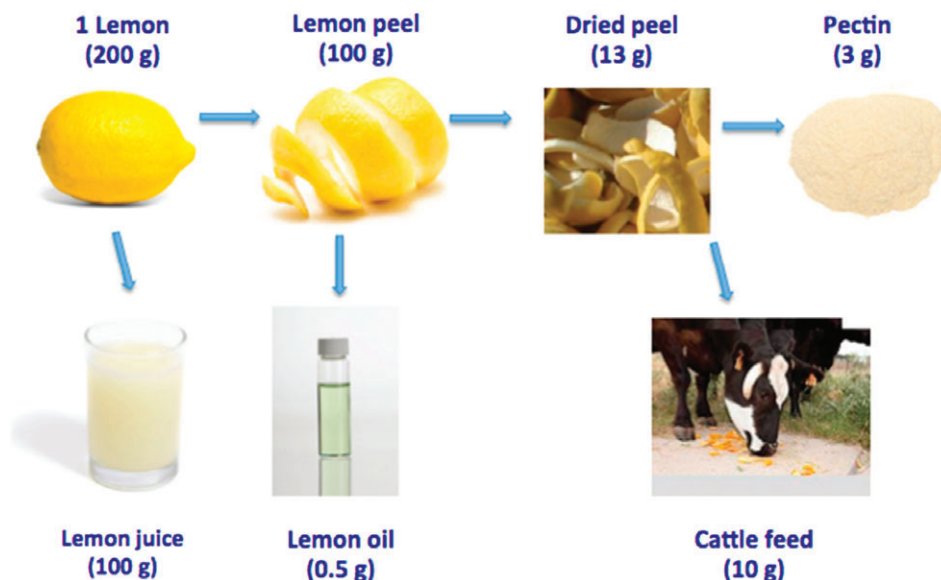 1 Lemon
(200 g)
Lemon peel
(100 g)
Dried peel
(13 g)
Pectin
(3 g)
Lemon juice
(100 g)
Lemon oil
(0.5 g)
Cattle feed
(10 g)